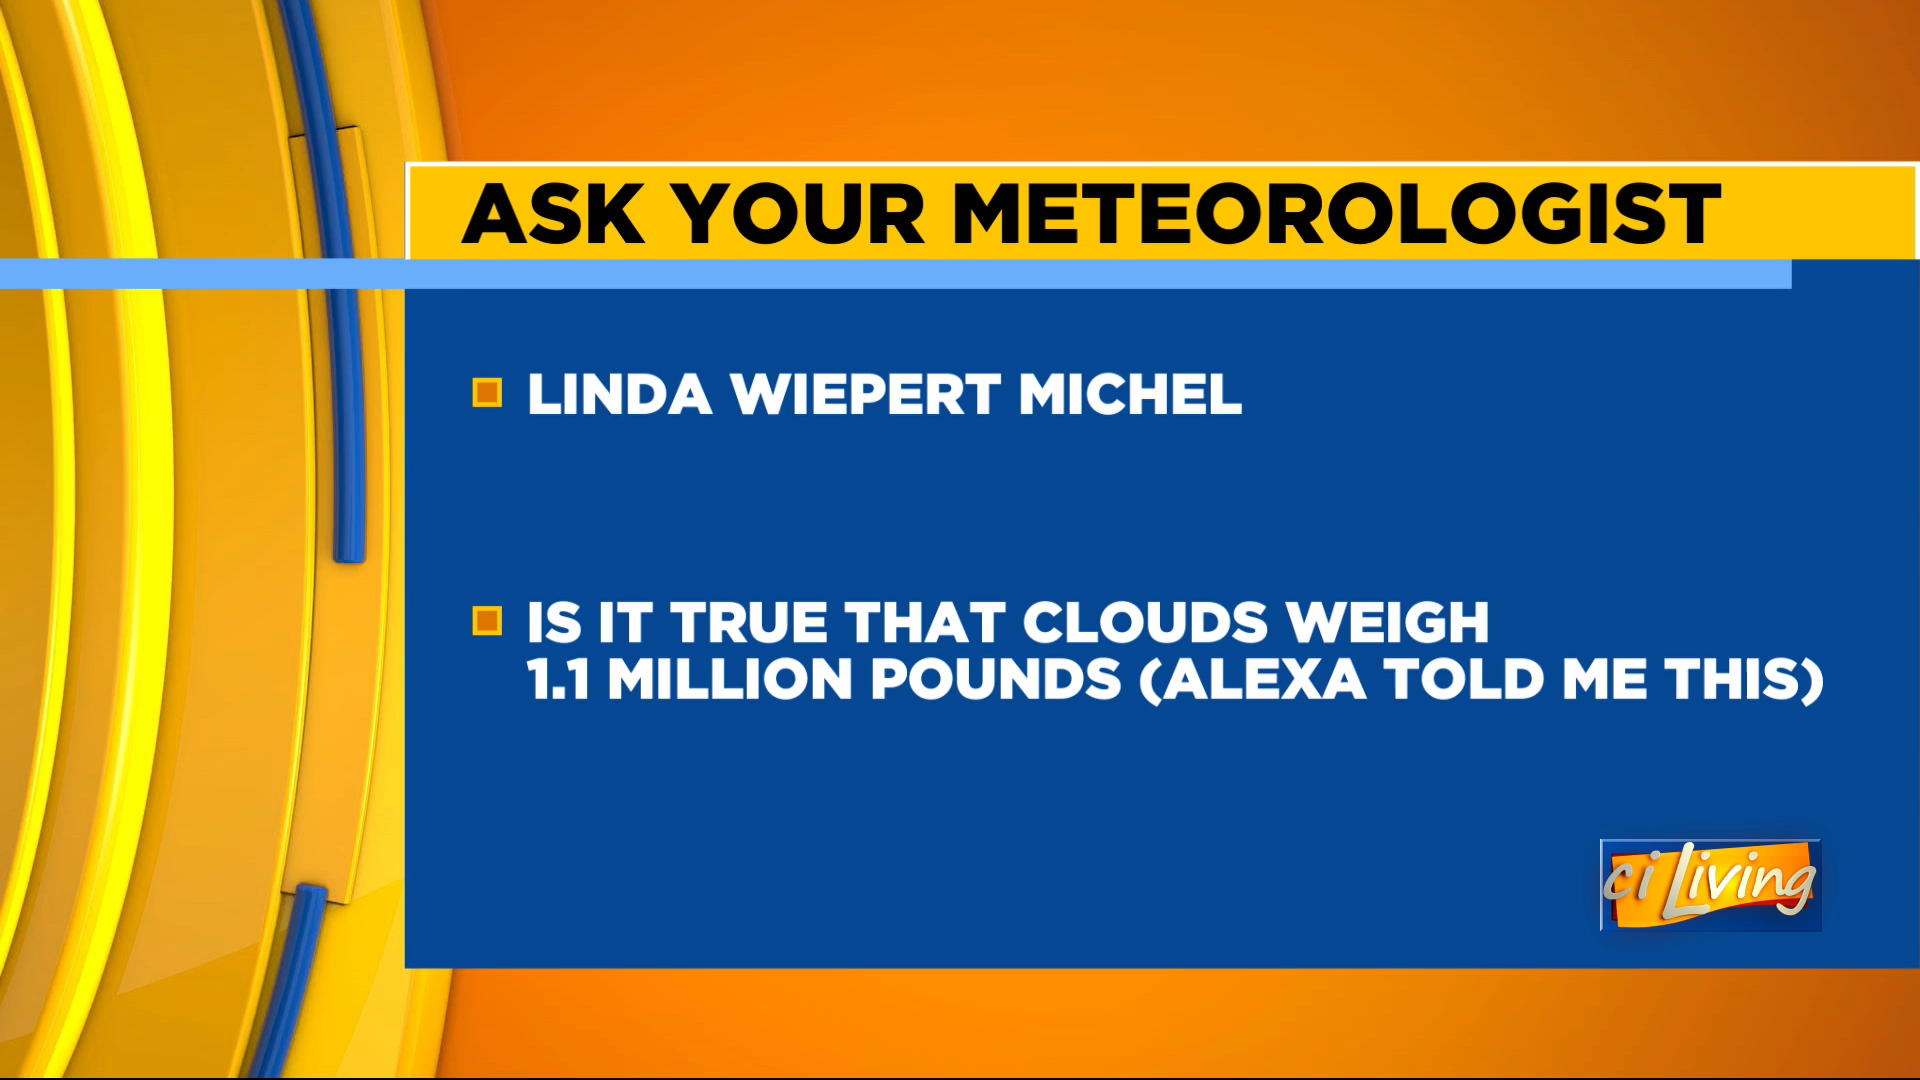 ASK YOUR METEOROLOGIST
LINDA WIEPERT MICHEL
IS IT TRUE THAT CLOUDS WEIGH
1.1 MILLION POUNDS (ALEXA TOLD ME THIS)
ci Living